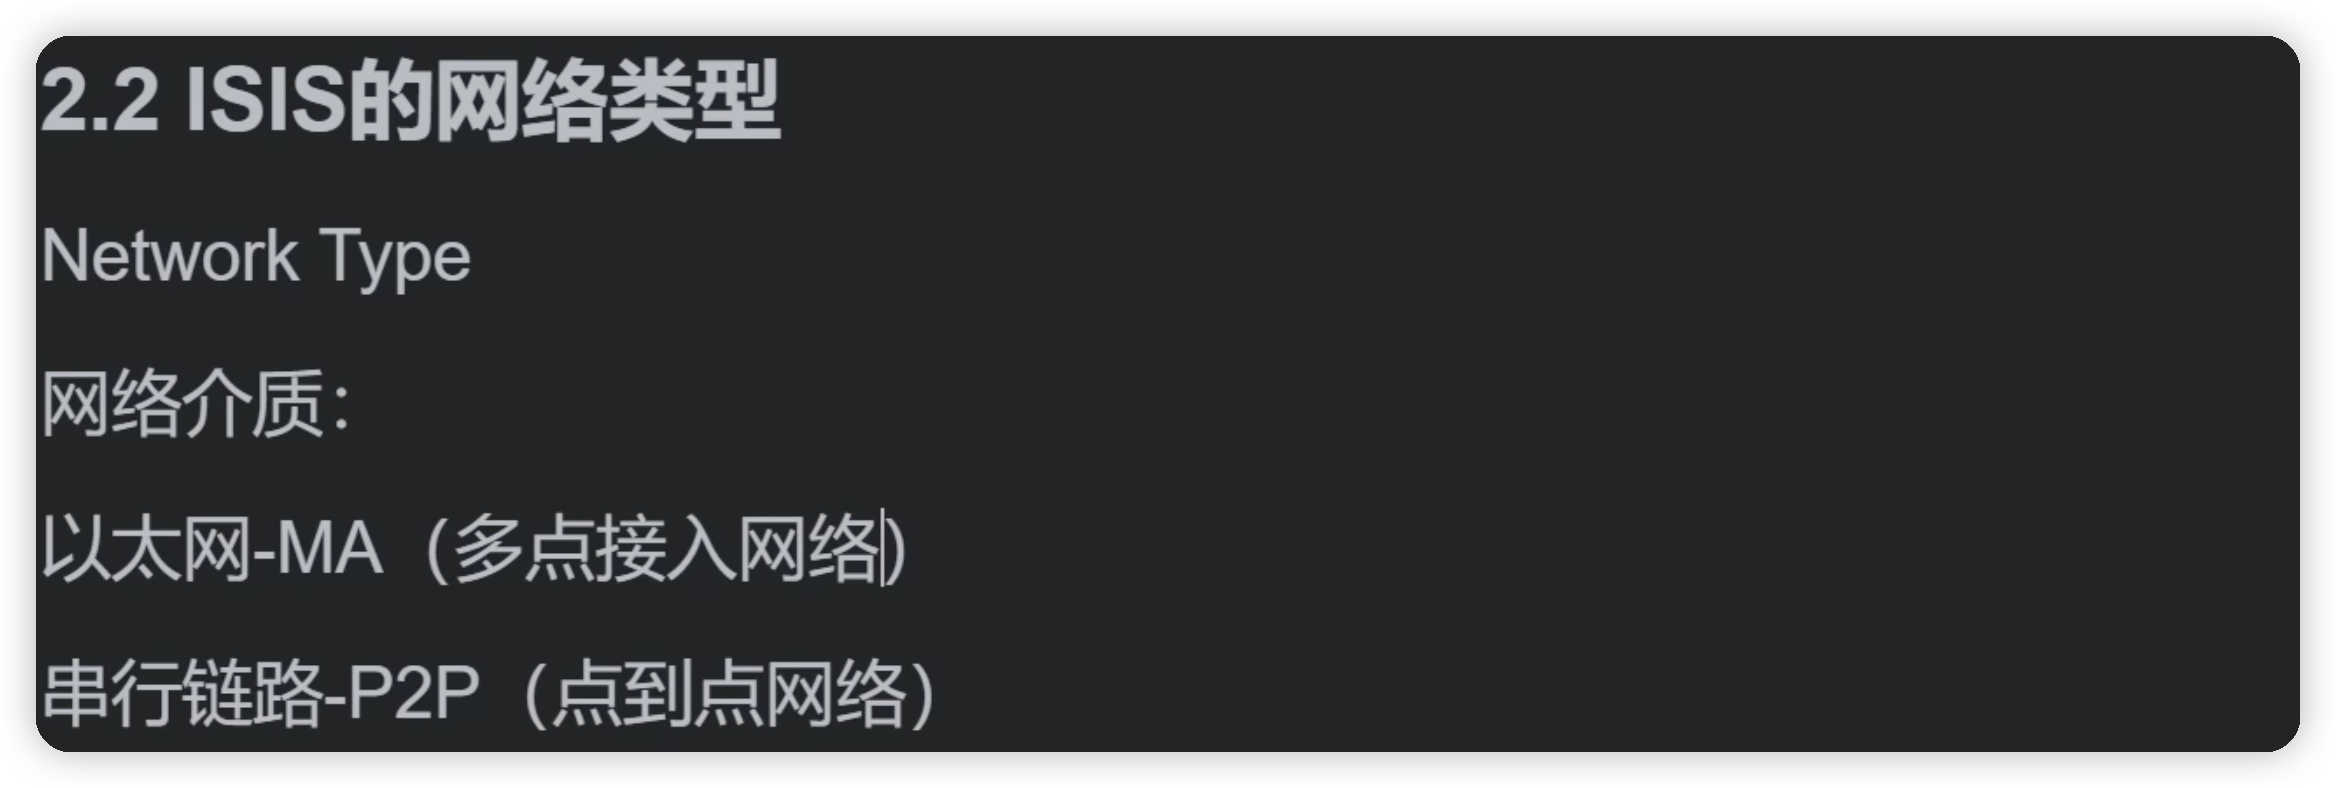 2.2 ISIS的网络类型
Network Type
网络介质：
以太网-MA（多点接入网络）
串行链路-P2P（点到点网络）